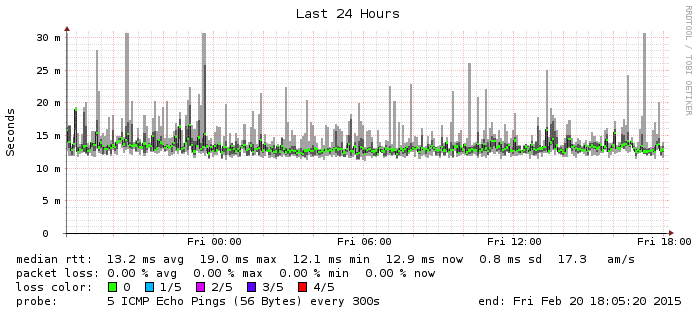 Last 24 Hours
RRDTOOL / TOBI OETIKER
Seconds
30 m
25 m
20 m
15 m
10 m
5 m
0
Fri 00:00 Fri 06:00 Fri 12:00 Fri 18:00
median rtt: 13.2 ms avg 19.0 ms max 12.1 ms min 12.9 ms now 0.8 ms sd 17.3 am/s
packet loss: 0.00 % avg 0.00 % max 0.00 % min 0.00 % now
loss color: 0 1/5 2/5 3/5 4/5
probe: 5 ICMP Echo Pings (56 Bytes) every 300s end: Fri Feb 20 18:05:20 2015